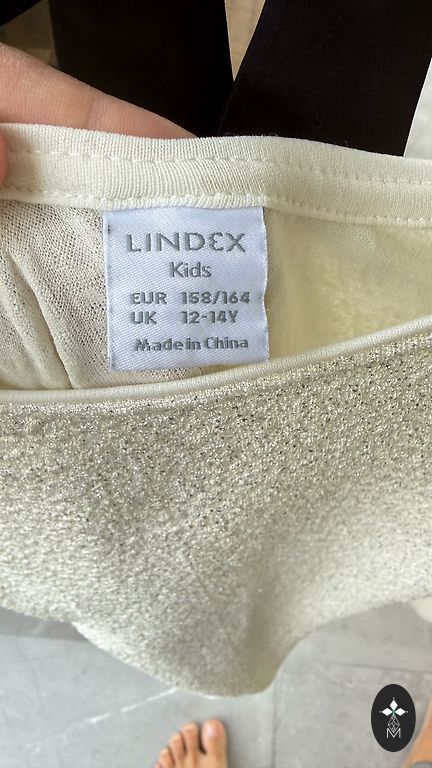 LINDEX
Kids
EUR 158/164
UK 12-14Y
Made in China
M